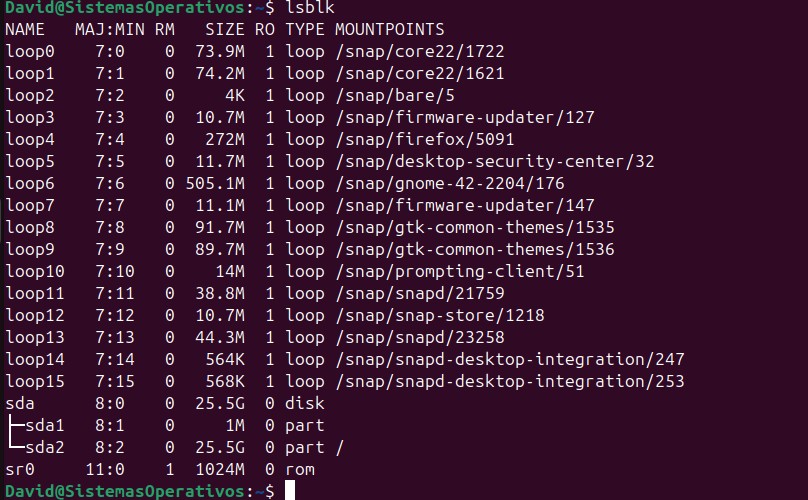 David@SistemasOperativos:~$ lsblk
NAME   MAJ:MIN RM   SIZE RO TYPE MOUNTPOINTS
loop0    7:0    0  73.9M  1 loop /snap/core22/1722
loop1    7:1    0  74.2M  1 loop /snap/core22/1621
loop2    7:2    0     4K  1 loop /snap/bare/5
loop3    7:3    0  10.7M  1 loop /snap/firmware-updater/127
loop4    7:4    0   272M  1 loop /snap/firefox/5091
loop5    7:5    0  11.7M  1 loop /snap/desktop-security-center/32
loop6    7:6    0 505.1M  1 loop /snap/gnome-42-2204/176
loop7    7:7    0  11.1M  1 loop /snap/firmware-updater/147
loop8    7:8    0  91.7M  1 loop /snap/gtk-common-themes/1535
loop9    7:9    0  89.7M  1 loop /snap/gtk-common-themes/1536
loop10   7:10   0    14M  1 loop /snap/prompting-client/51
loop11   7:11   0  38.8M  1 loop /snap/snapd/21759
loop12   7:12   0  10.7M  1 loop /snap/snap-store/1218
loop13   7:13   0  44.3M  1 loop /snap/snapd/23258
loop14   7:14   0   564K  1 loop /snap/snapd-desktop-integration/247
loop15   7:15   0   568K  1 loop /snap/snapd-desktop-integration/253
sda      8:0    0  25.5G  0 disk
├─sda1   8:1    0     1M  0 part
└─sda2   8:2    0  25.5G  0 part /
sr0     11:0    1  1024M  0 rom
David@SistemasOperativos:~$